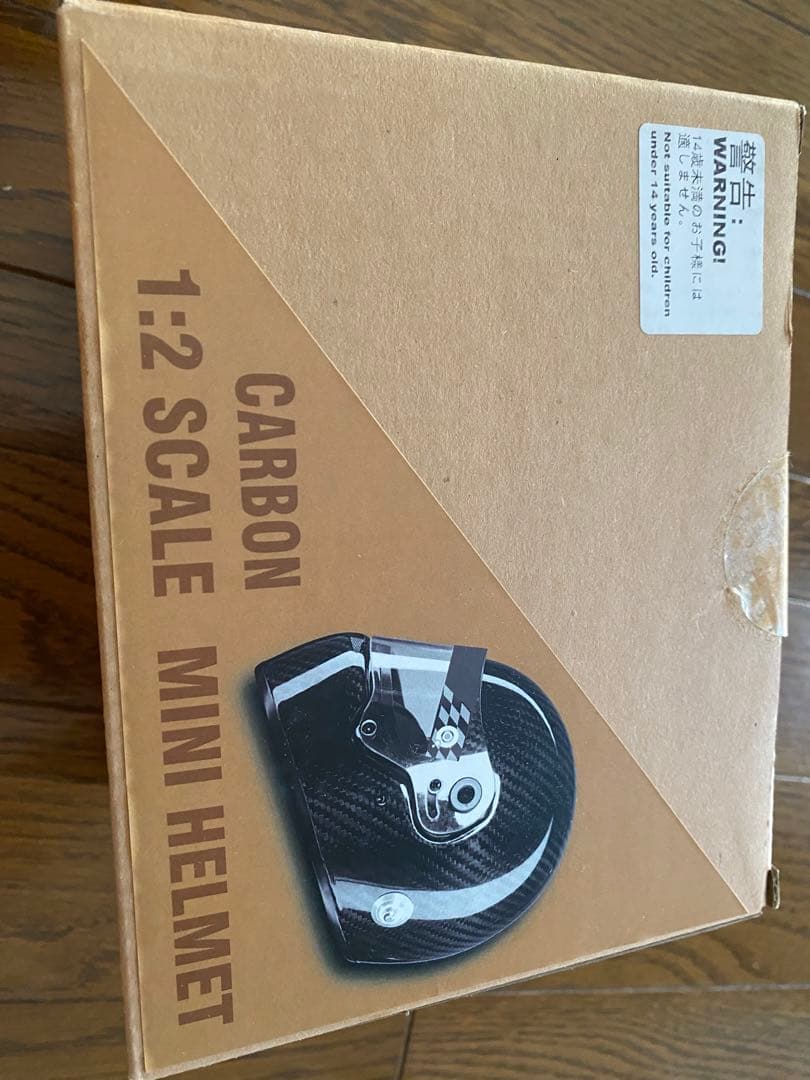 警告:
WARNING!
14歳未満のお子様には
適しません。
Not suitable for children
under 14 years old.
CARBON
1:2 SCALE MINI HELMET